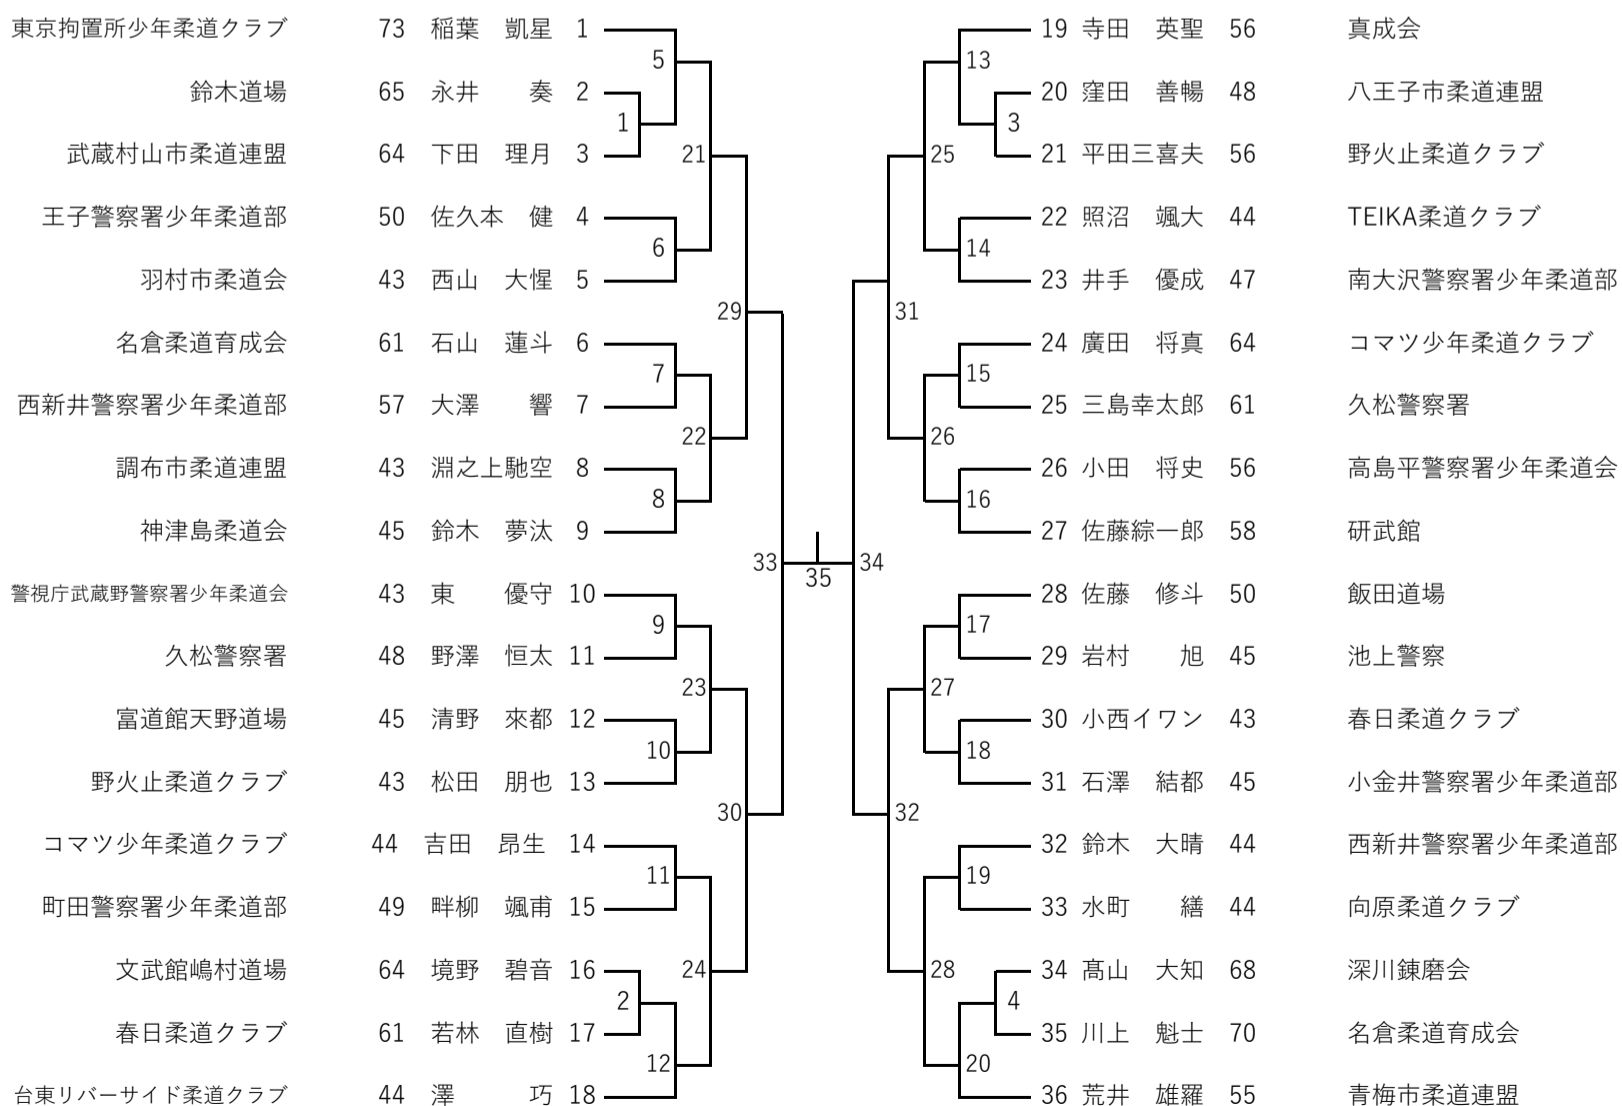 東京拘置所少年柔道クラブ 73 稲葉 凱星 1 19 寺田 英聖 56 真成会
5 13
鈴木道場 65 永井 奏 2 20 窪田 善暢 48 八王子市柔道連盟
1 3
武蔵村山市柔道連盟 64 下田 理月 3 21 25 21 平田三喜夫 56 野火止柔道クラブ
王子警察署少年柔道部 50 佐久本 健 4 22 照沼 颯大 44 TEIKA柔道クラブ
6 14
羽村市柔道会 43 西山 大惺 5 23 井手 優成 47 南大沢警察署少年柔道部
29 31
名倉柔道育成会 61 石山 蓮斗 6 24 廣田 将真 64 コマツ少年柔道クラブ
7 15
西新井警察署少年柔道部 57 大澤 響 7 25 三島幸太郎 61 久松警察署
22 26
調布市柔道連盟 43 淵之上馳空 8 26 小田 将史 56 高島平警察署少年柔道会
8 16
神津島柔道会 45 鈴木 夢汰 9 27 佐藤綜一郎 58 研武館
33 35 34
警視庁武蔵野警察署少年柔道会 43 東 優守 10 28 佐藤 修斗 50 飯田道場
9 17
久松警察署 48 野澤 恒太 11 29 岩村 旭 45 池上警察
23 27
富道館天野道場 45 清野 來都 12 30 小西イワン 43 春日柔道クラブ
10 18
野火止柔道クラブ 43 松田 朋也 13 31 石澤 結都 45 小金井警察署少年柔道部
30 32
コマツ少年柔道クラブ 44 吉田 昂生 14 32 鈴木 大晴 44 西新井警察署少年柔道部
11 19
町田警察署少年柔道部 49 畔柳 颯甫 15 33 水町 繕 44 向原柔道クラブ
文武館嶋村道場 64 境野 碧音 16 24 28 34 髙山 大知 68 深川錬磨会
2 4
春日柔道クラブ 61 若林 直樹 17 35 川上 魁士 70 名倉柔道育成会
12 20
台東リバーサイド柔道クラブ 44 澤 巧 18 36 荒井 雄羅 55 青梅市柔道連盟